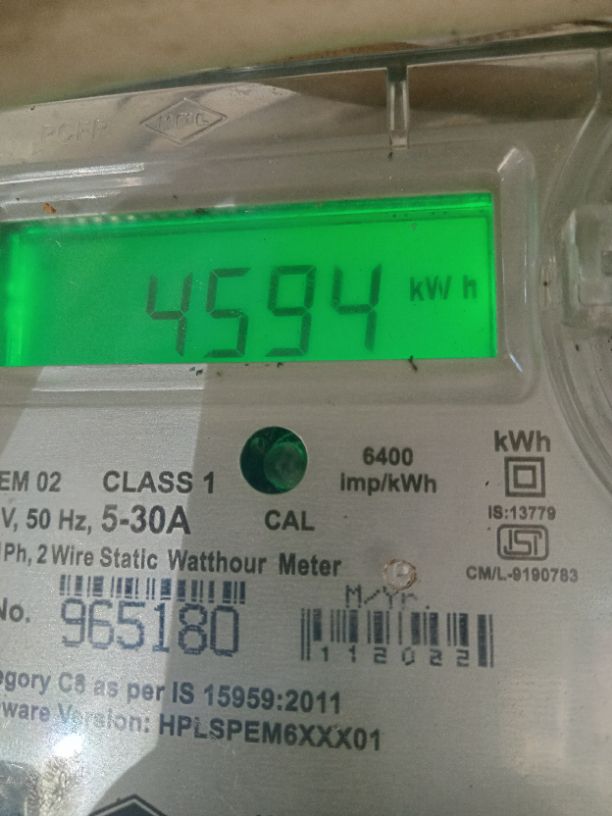 4594 kW h
EM 02 CLASS 1
6400
imp/kWh
kWh
V, 50 Hz, 5-30A
CAL
IS:13779
CM/L-9190783
Ph, 2 Wire Static Watthour Meter
M/Yr.
No. 965180
112022
egory C8 as per IS 15959:2011
ware Version: HPLSPEM6XXX01